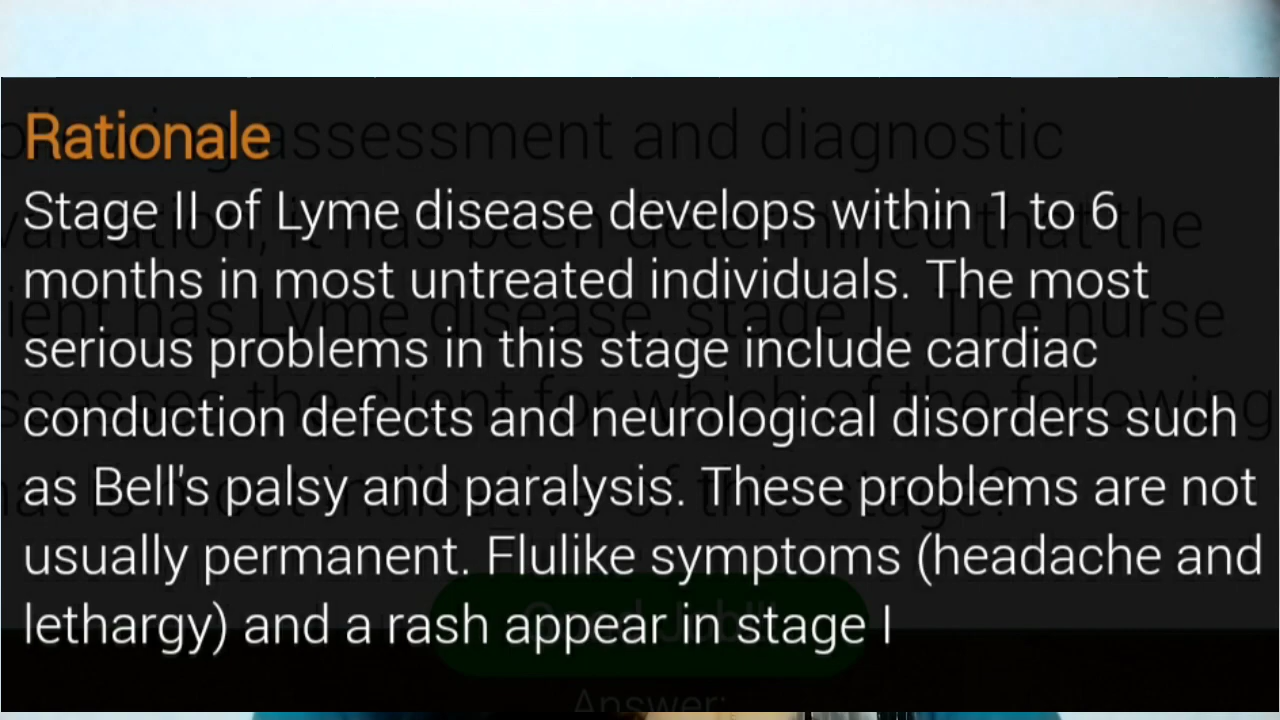 Rationale
Stage II of Lyme disease develops within 1 to 6
months in most untreated individuals. The most
serious problems in this stage include cardiac
conduction defects and neurological disorders such
as Bell's palsy and paralysis. These problems are not
usually permanent. Flulike symptoms (headache and
lethargy) and a rash appear in stage I
Answer: